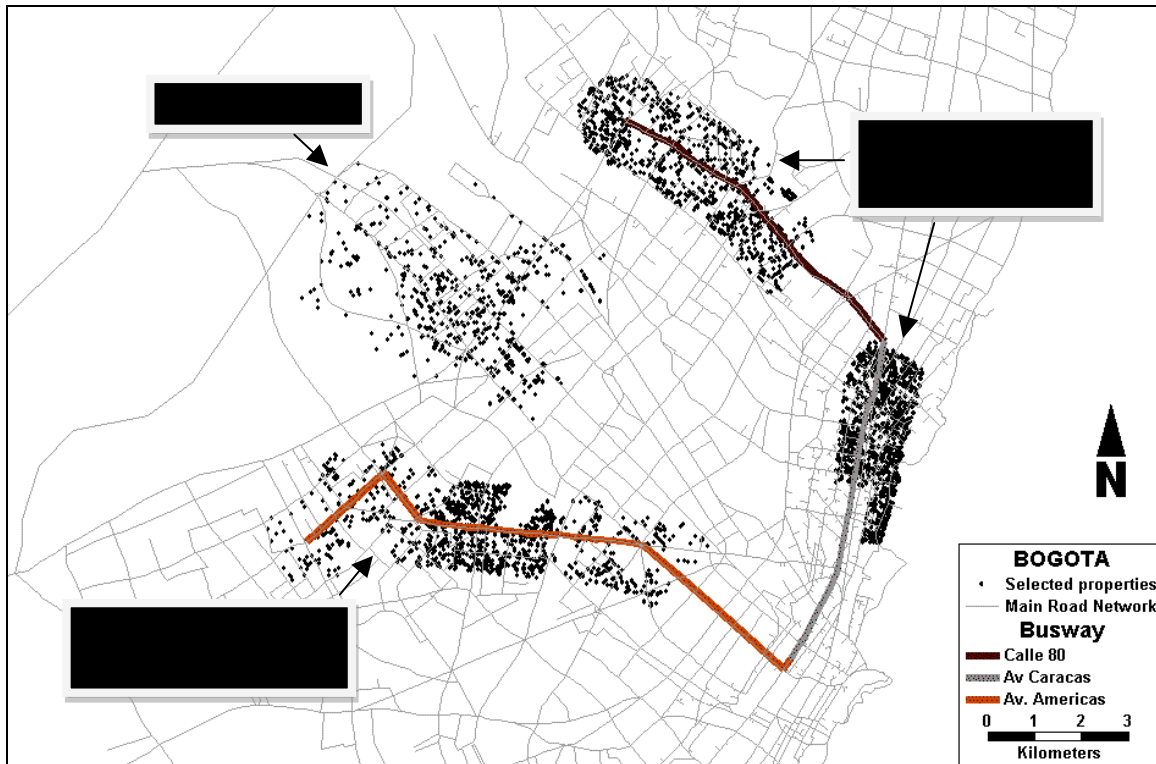 N
BOGOTA
Selected properties
Main Road Network
Busway
Calle 80
Av Caracas
Av. Americas
0 1 2 3
Kilometers